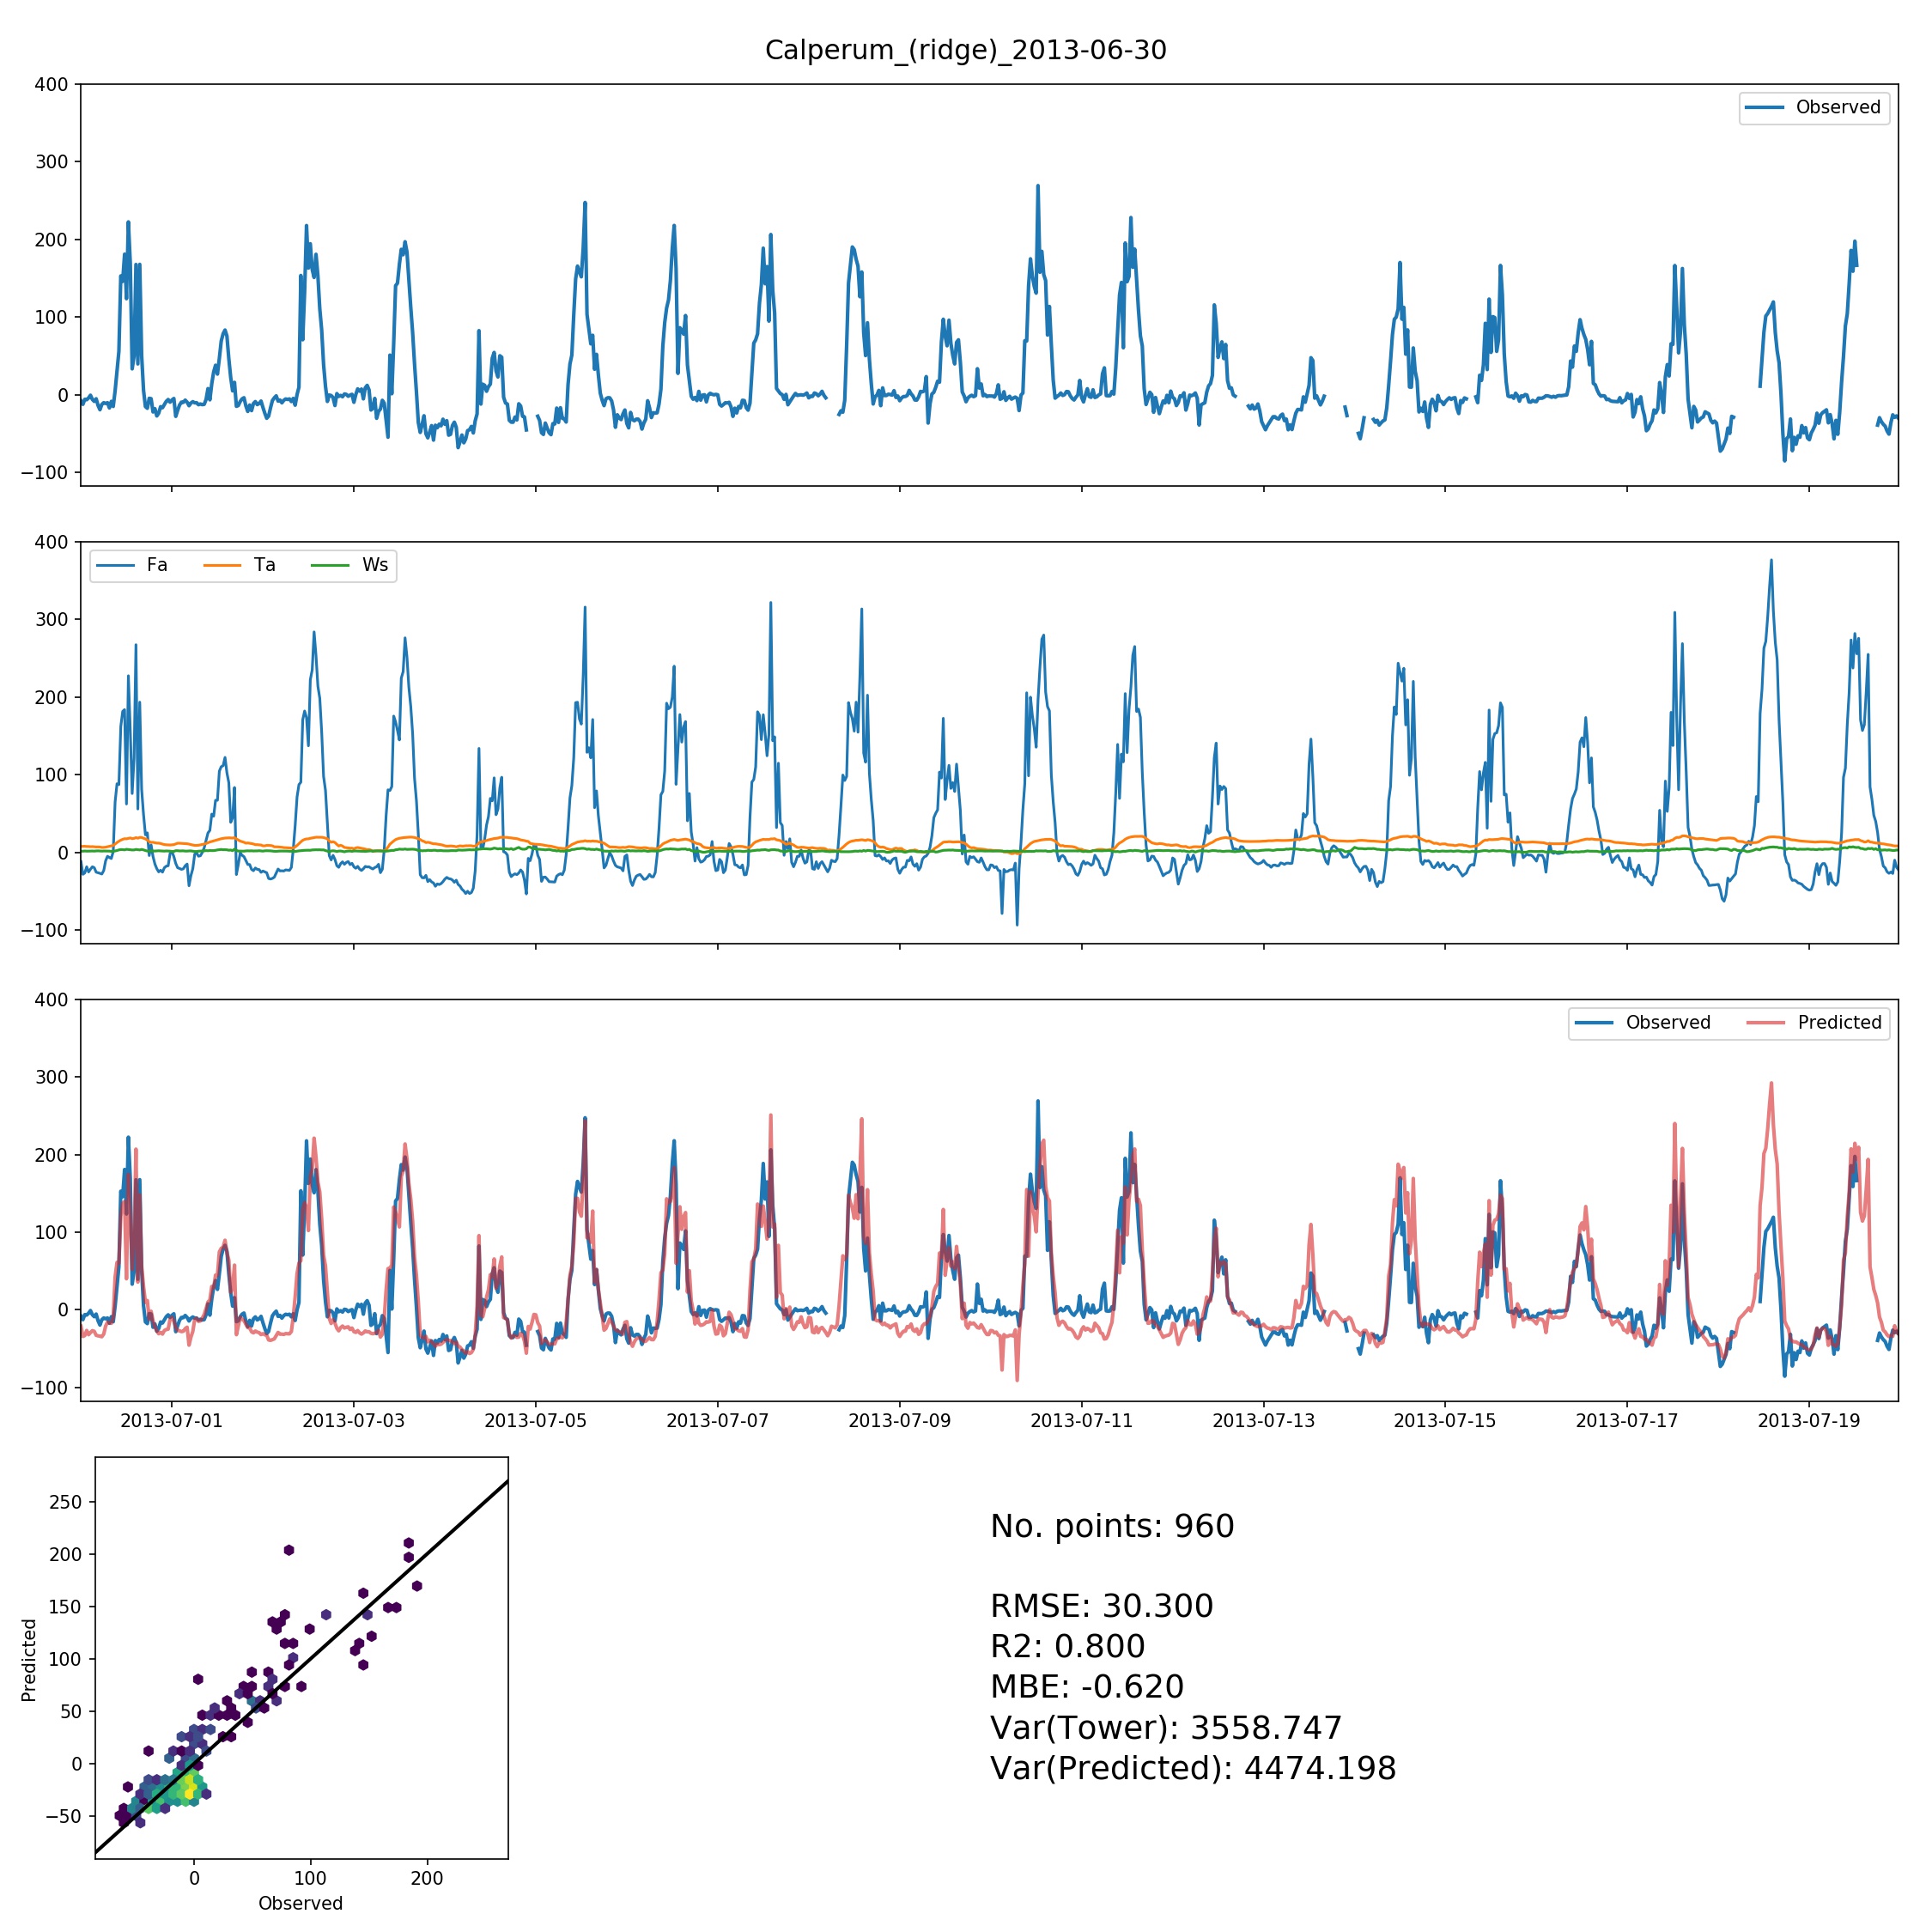 Calperum_(ridge)_2013-06-30
400
300
200
100
0
−100
Observed
400
300
200
100
0
−100
Fa Ta Ws
400
300
200
100
0
−100
Observed Predicted
2013-07-01 2013-07-03 2013-07-05 2013-07-07 2013-07-09 2013-07-11 2013-07-13 2013-07-15 2013-07-17 2013-07-19
250
200
150
100
50
0
−50
Predicted
0 100 200
Observed
No. points: 960
RMSE: 30.300
R2: 0.800
MBE: -0.620
Var(Tower): 3558.747
Var(Predicted): 4474.198